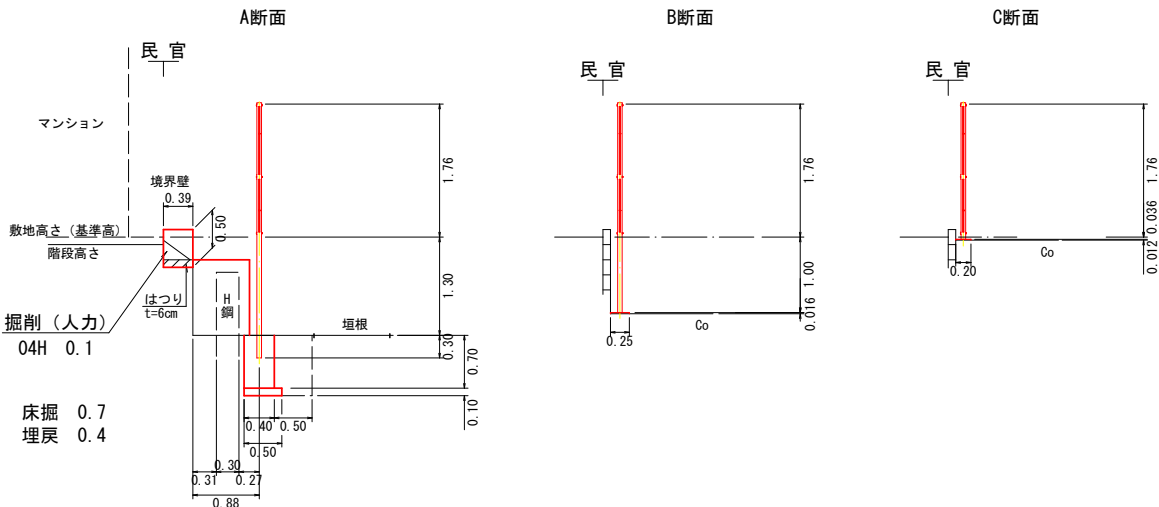 A断面
民 官
マンション
境界壁
0.39
0.50
敷地高さ (基準高)
階段高さ
はつり
t=6cm
H
鋼
掘削 (人力)
04H 0.1
床掘 0.7
埋戻 0.4
垣根
1.76
1.30
0.30
0.70
0.10
0.40
0.50
0.50
0.30
0.31
0.27
0.88
B断面
民 官
1.76
1.00
0.016
Co
0.25
C断面
民 官
1.76
0.036
0.012
Co
0.20